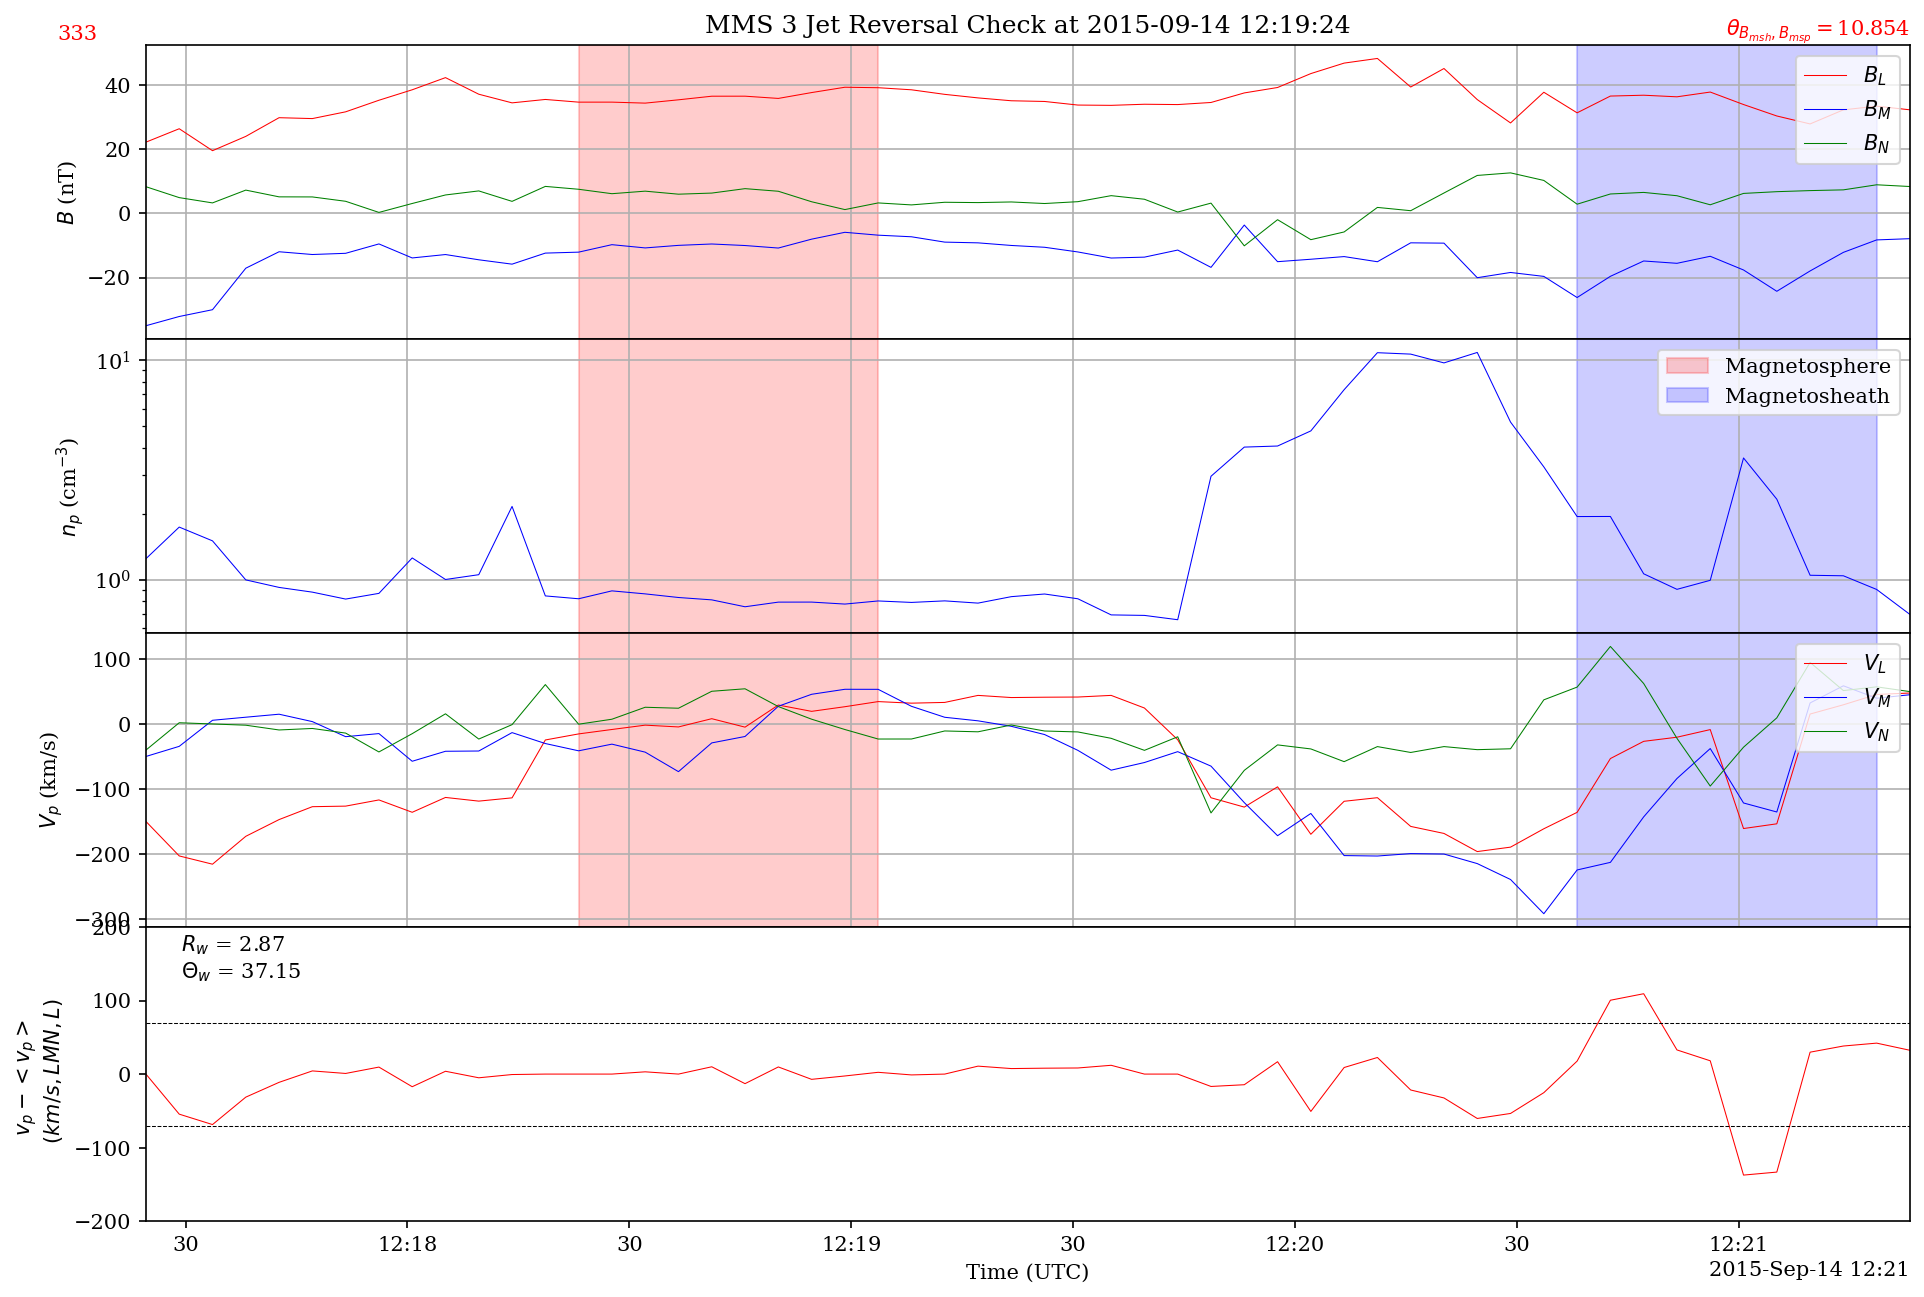 333
MMS 3 Jet Reversal Check at 2015-09-14 12:19:24
θ_{B_{msh}, B_{msp}} = 10.854
40
20
0
−20
B (nT)
B_L
B_M
B_N
10^1
10^0
n_p (cm^{−3})
Magnetosphere
Magnetosheath
100
0
−100
−200
−300
V_p (km/s)
V_L
V_M
V_N
200
100
0
−100
−200
v_p − < v_p >
(km/s, LMN, L)
R_w = 2.87
Θ_w = 37.15
30
12:18
30
12:19
30
12:20
30
12:21
Time (UTC)
2015-Sep-14 12:21